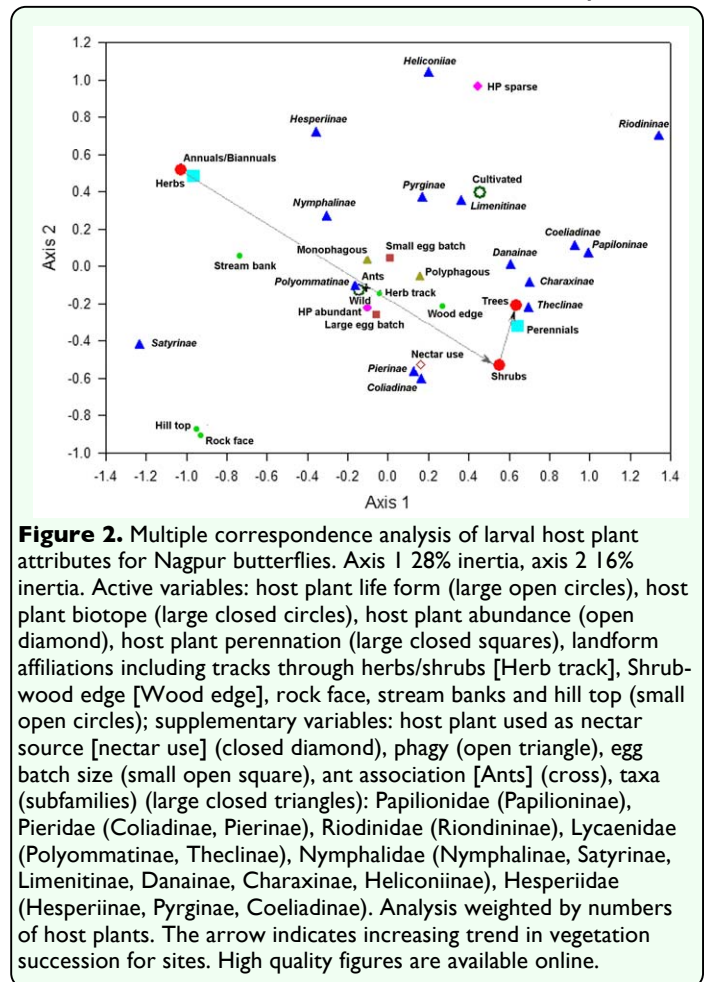 1.2
1.0
0.8
0.6
0.4
0.2
0.0
-0.2
-0.4
-0.6
-0.8
-1.0
Axis 2
Heliconiiae
HP sparse
Hesperiinae
Riodininae
Annuals/Biannuals
Herbs
Pyrginae
Cultivated
Limenitinae
Nymphalinae
Coeliadinae
Papiloninae
Monophagous
Small egg batch
Danainae
Stream bank
Polyphagous
Charaxinae
Polyommatinae
Ants
Wild
Herb track
Trees
Theclinae
HP abundant
Wood edge
Large egg batch
Perennials
Satyrinae
Nectar use
Pierinae
Coliadinae
Shrubs
Hill top
Rock face
-1.4 -1.2 -1.0 -0.8 -0.6 -0.4 -0.2 0.0 0.2 0.4 0.6 0.8 1.0 1.2 1.4
Axis 1
Figure 2. Multiple correspondence analysis of larval host plant
attributes for Nagpur butterflies. Axis 1 28% inertia, axis 2 16%
inertia. Active variables: host plant life form (large open circles), host
plant biotope (large closed circles), host plant abundance (open
diamond), host plant perennation (large closed squares), landform
affiliations including tracks through herbs/shrubs [Herb track], Shrub-
wood edge [Wood edge], rock face, stream banks and hill top (small
open circles); supplementary variables: host plant used as nectar
source [nectar use] (closed diamond), phagy (open triangle), egg
batch size (small open square), ant association [Ants] (cross), taxa
(subfamilies) (large closed triangles): Papilionidae (Papilioninae),
Pieridae (Coliadinae, Pierinae), Riodinidae (Riondininae), Lycaenidae
(Polyommatinae, Theclinae), Nymphalidae (Nymphalinae, Satyrinae,
Limenitinae, Danainae, Charaxinae, Heliconiinae), Hesperiidae
(Hesperiinae, Pyrginae, Coeliadinae). Analysis weighted by numbers
of host plants. The arrow indicates increasing trend in vegetation
succession for sites. High quality figures are available online.